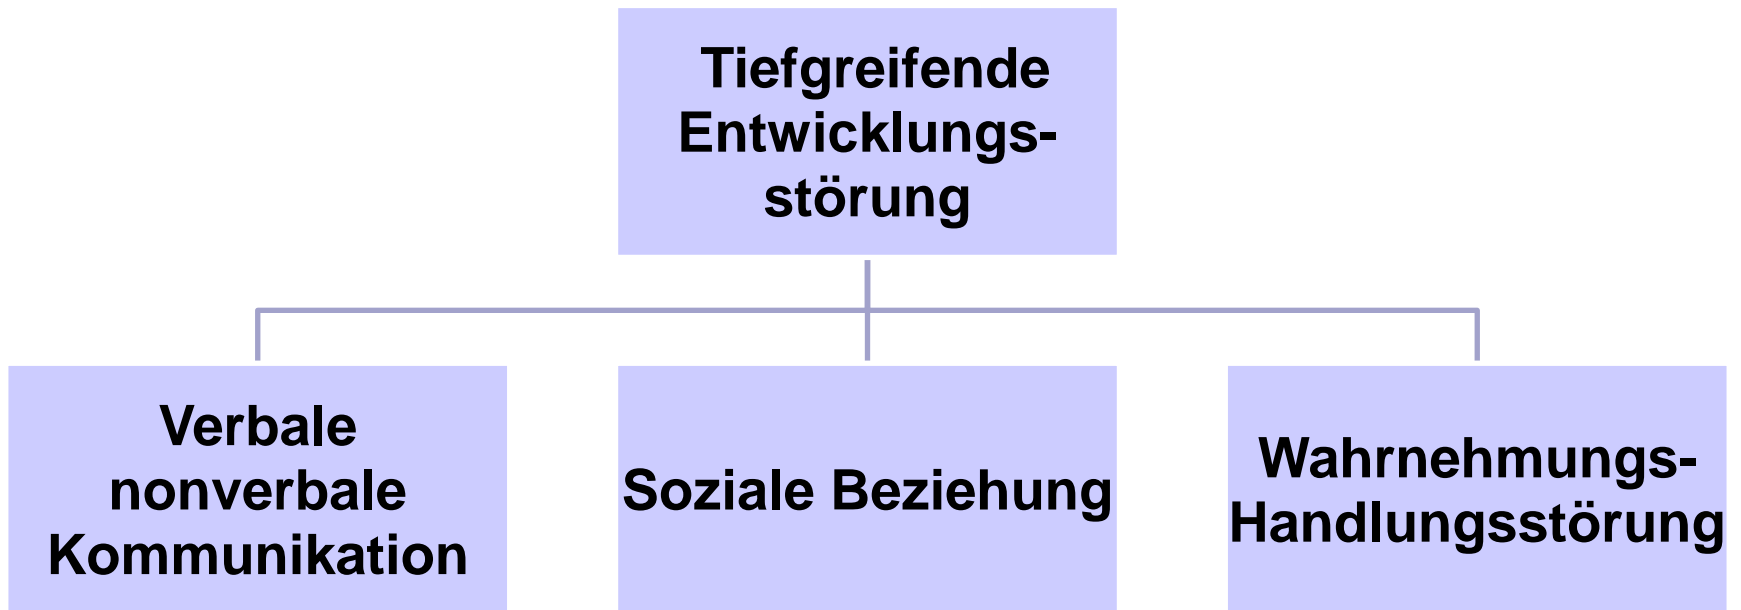 Tiefgreifende
Entwicklungs-
störung
Verbale
nonverbale
Kommunikation
Soziale Beziehung
Wahrnehmungs-
Handlungsstörung